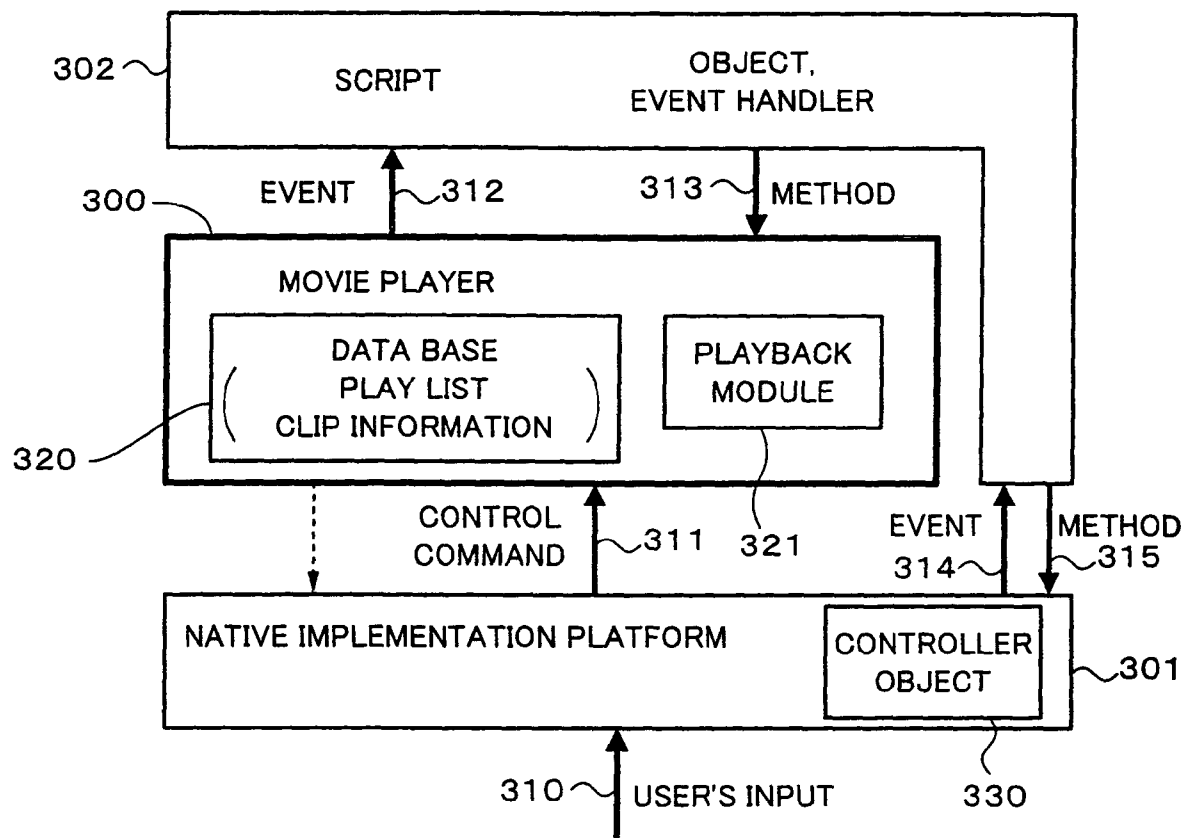 302
SCRIPT
OBJECT,
EVENT HANDLER
300
EVENT
312
313
METHOD
MOVIE PLAYER
DATA BASE
PLAY LIST
CLIP INFORMATION
PLAYBACK
MODULE
320
CONTROL
COMMAND
311
321
EVENT
314
METHOD
315
NATIVE IMPLEMENTATION PLATFORM
CONTROLLER
OBJECT
301
310
USER'S INPUT
330